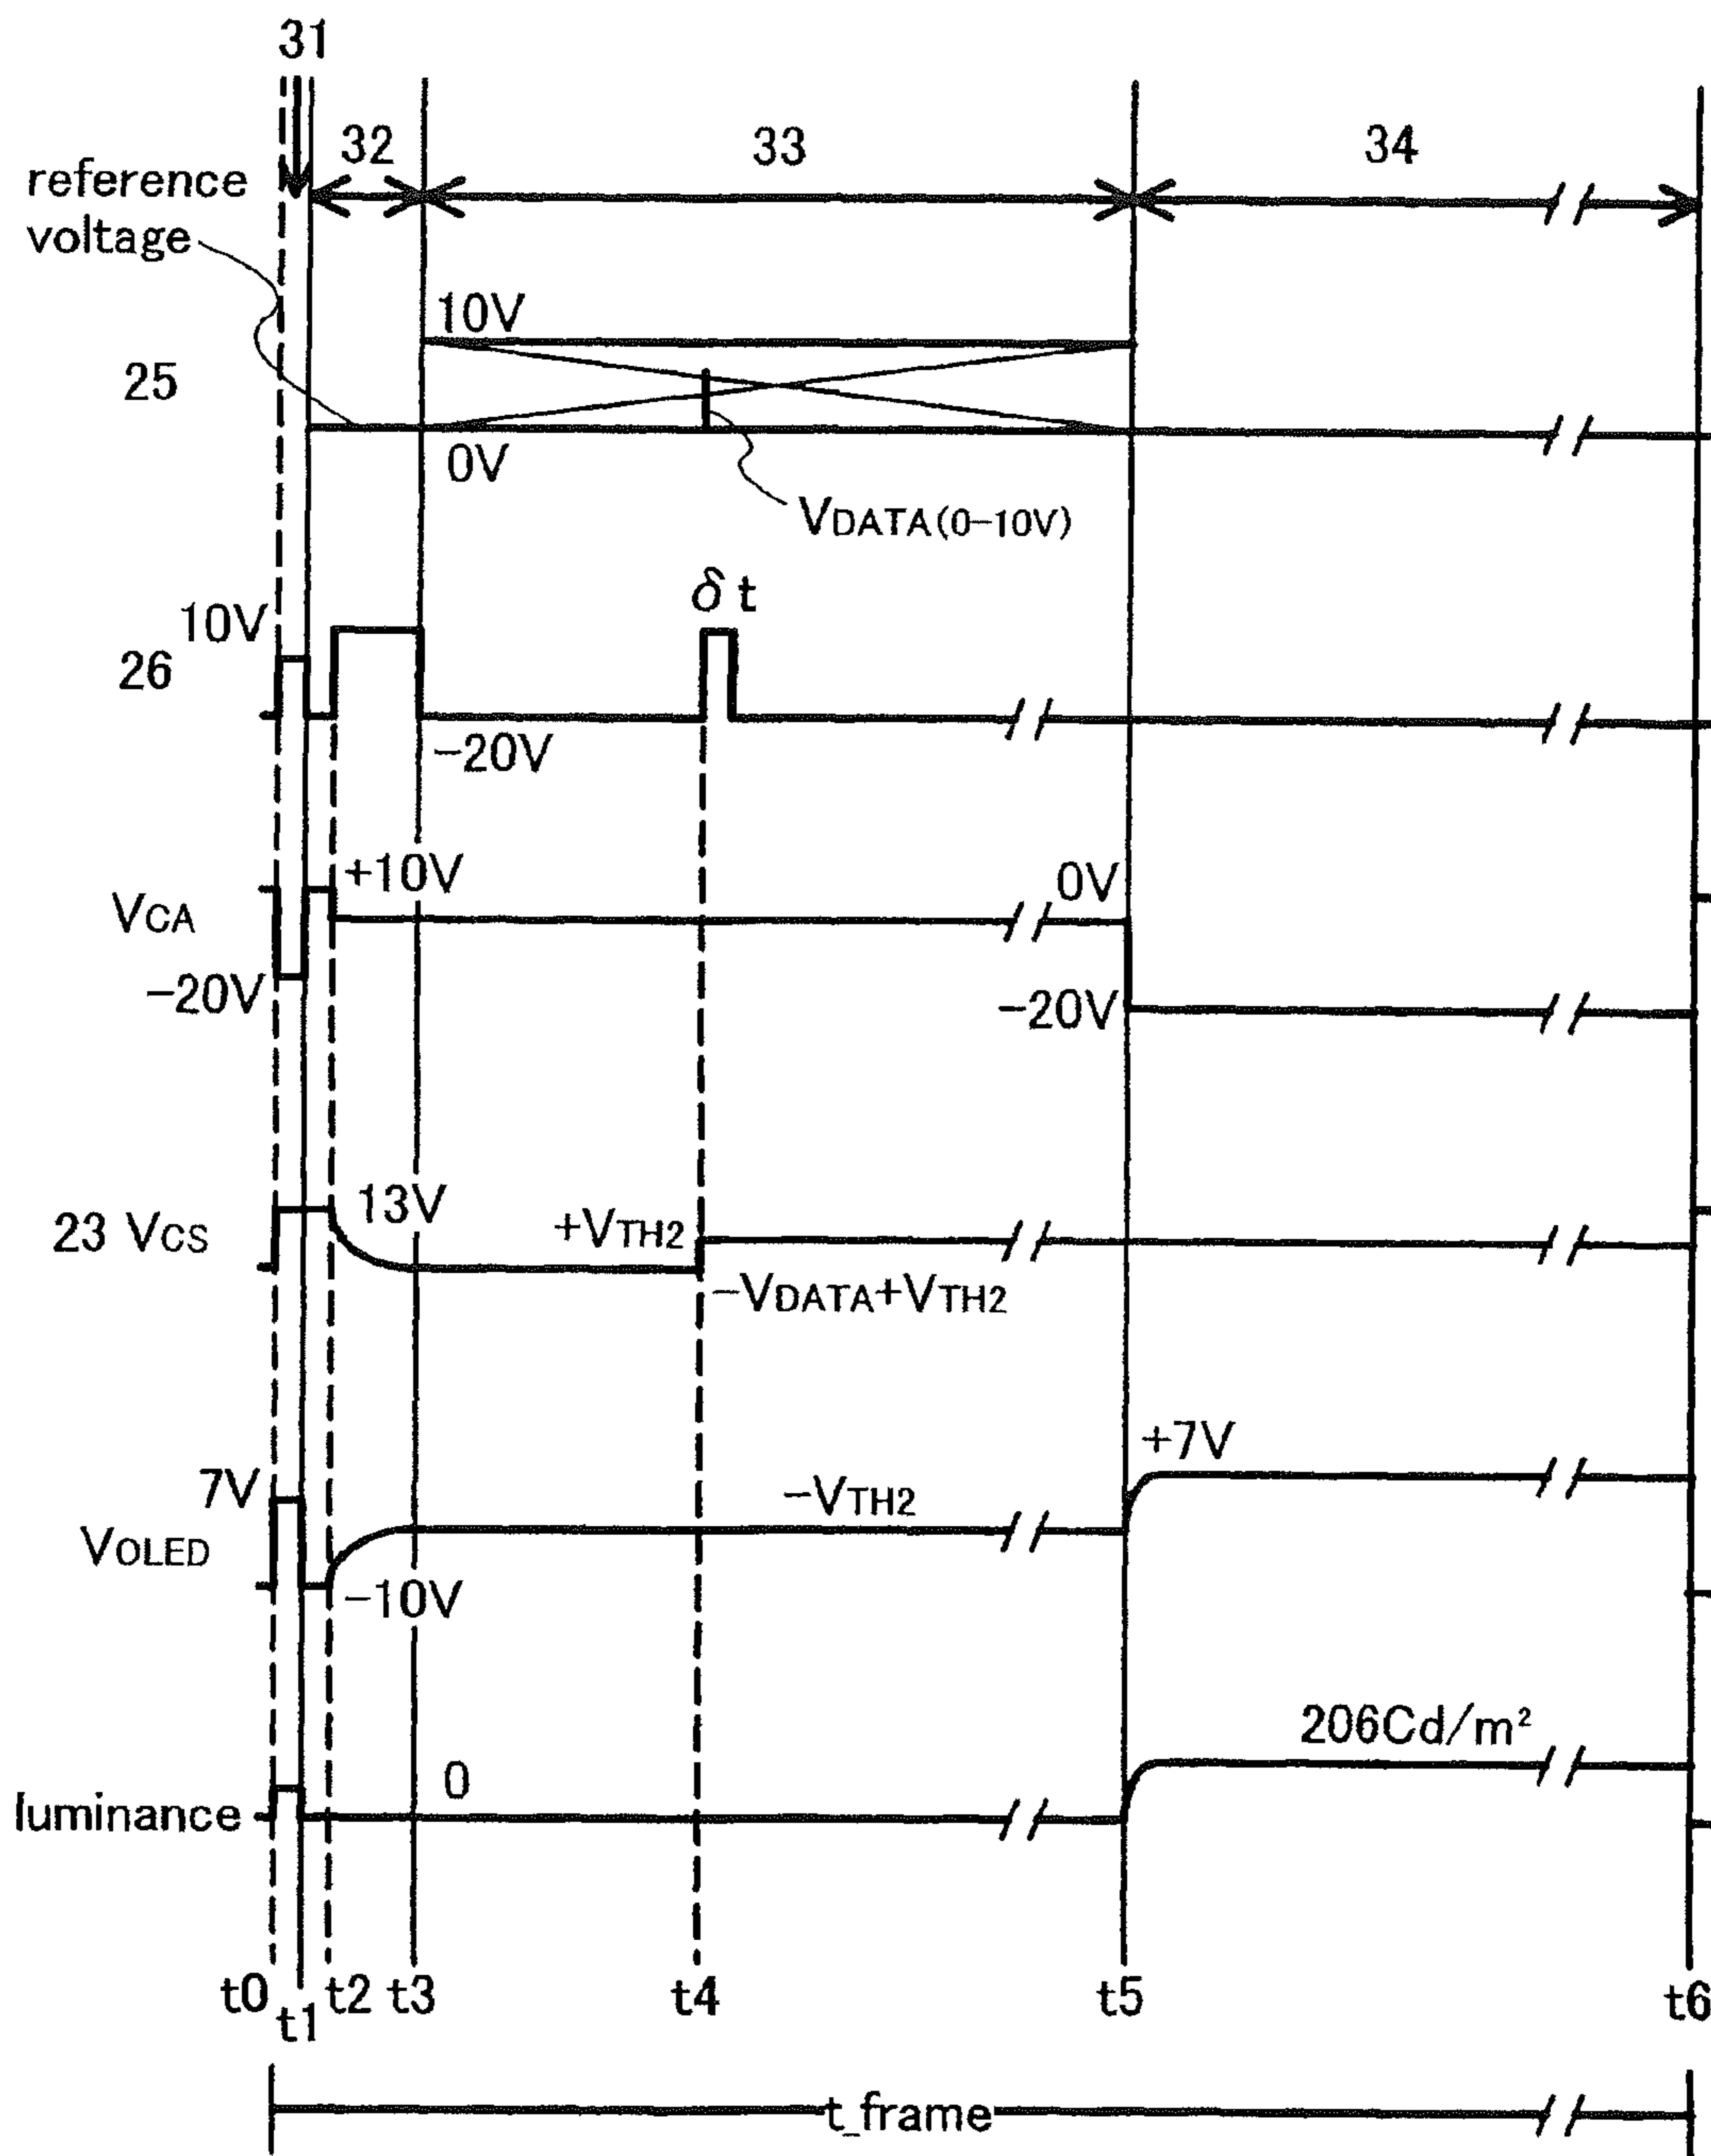 31
32
33
34
reference
voltage
10V
25
0V
VDATA(0-10V)
δt
10V
26
-20V
+10V
0V
VCA
-20V
-20V
13V
23 VCS
+VTH2
-VDATA+VTH2
+7V
7V
-VTH2
VOLED
-10V
206Cd/m²
0
luminance
t0
t1
t2
t3
t4
t5
t6
t_frame